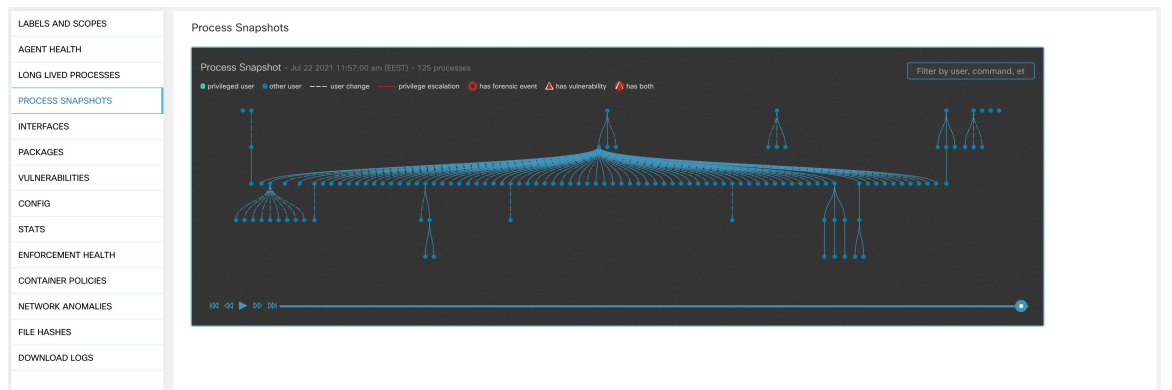 LABELS AND SCOPES
AGENT HEALTH
LONG LIVED PROCESSES
PROCESS SNAPSHOTS
INTERFACES
PACKAGES
VULNERABILITIES
CONFIG
STATS
ENFORCEMENT HEALTH
CONTAINER POLICIES
NETWORK ANOMALIES
FILE HASHES
DOWNLOAD LOGS
Process Snapshots
Process Snapshot - Jul 22 2021 11:57:00 am (EEST) - 125 processes
Filter by user, command, et
privileged user other user user change privilege escalation has forensic event has vulnerability has both